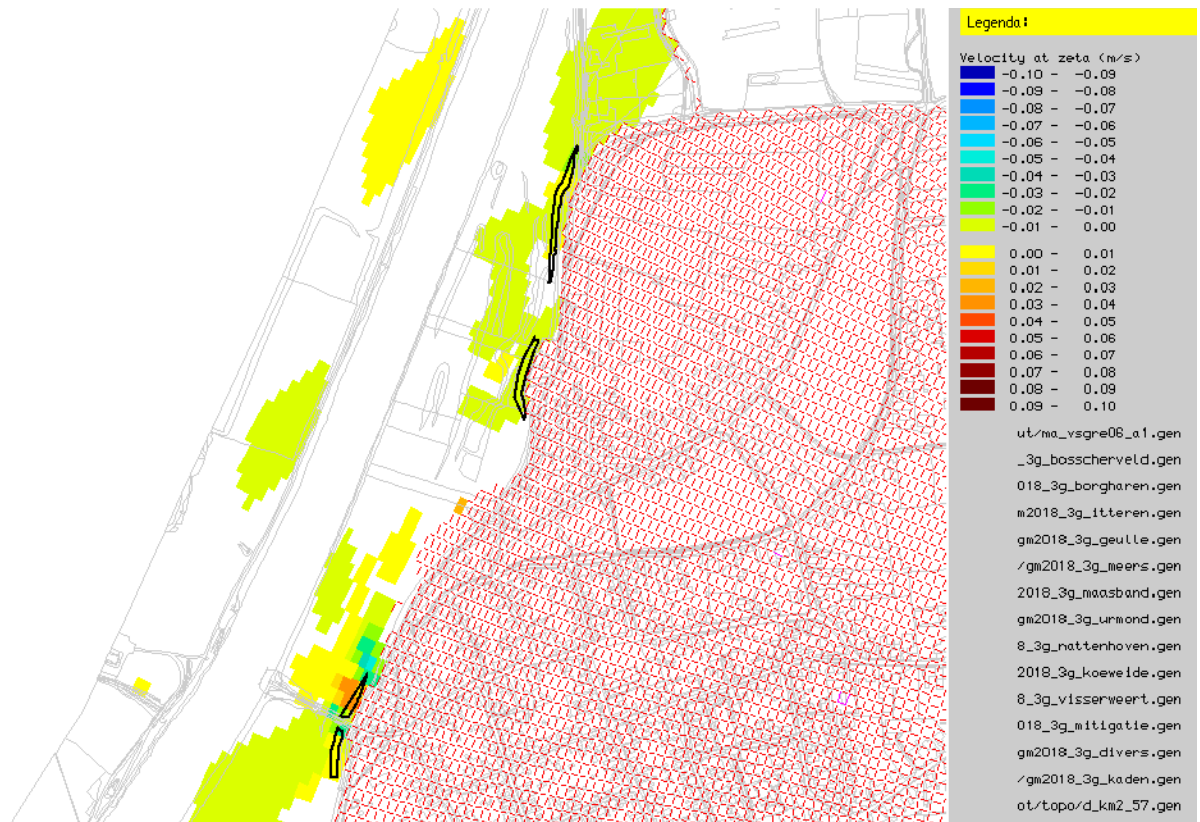 Legenda:
Velocity at zeta (m/s)
-0.10 - -0.09
-0.09 - -0.08
-0.08 - -0.07
-0.07 - -0.06
-0.06 - -0.05
-0.05 - -0.04
-0.04 - -0.03
-0.03 - -0.02
-0.02 - -0.01
-0.01 - 0.00
0.00 - 0.01
0.01 - 0.02
0.02 - 0.03
0.03 - 0.04
0.04 - 0.05
0.05 - 0.06
0.06 - 0.07
0.07 - 0.08
0.08 - 0.09
0.09 - 0.10
ut/ma_vsgre06_a1.gen
_3g_bosscherveld.gen
018_3g_borgharen.gen
m2018_3g_itteren.gen
gm2018_3g_geulle.gen
/gm2018_3g_meers.gen
2018_3g_maasband.gen
gm2018_3g_urmond.gen
8_3g_nattenhoven.gen
2018_3g_koeweide.gen
8_3g_visserweert.gen
018_3g_mitigatie.gen
gm2018_3g_divers.gen
/gm2018_3g_kaden.gen
ot/topo/d_km2_57.gen